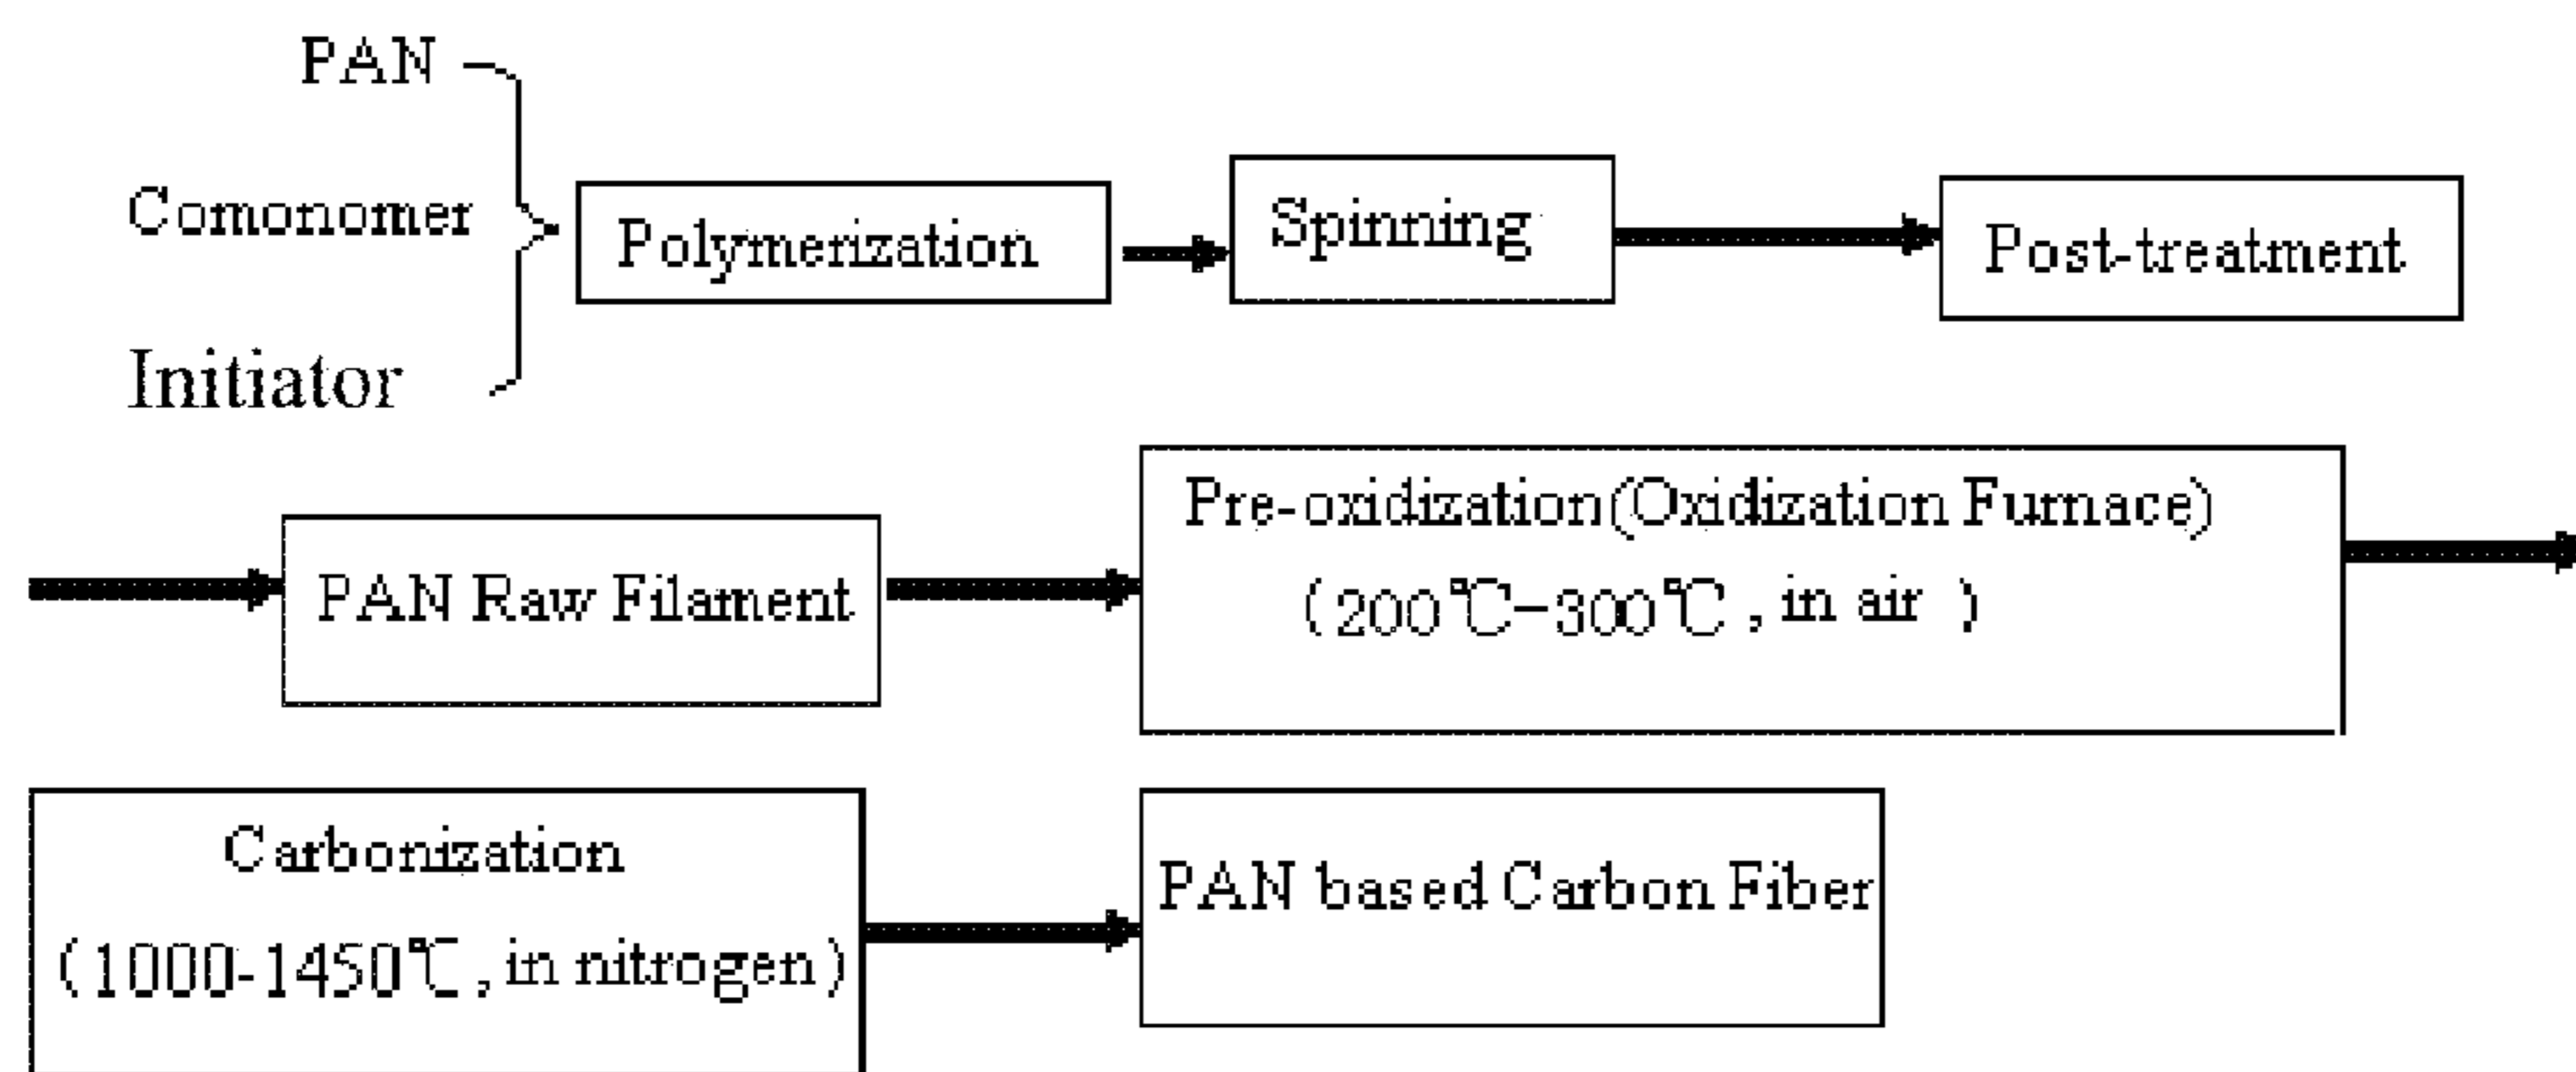 PAN
Comonomer
Initiator
Polymerization
Spinning
Post-treatment
PAN Raw Filament
Pre-oxidization(Oxidization Furnace)
(200℃-300℃, in air )
Carbonization
(1000-1450℃, in nitrogen)
PAN based Carbon Fiber